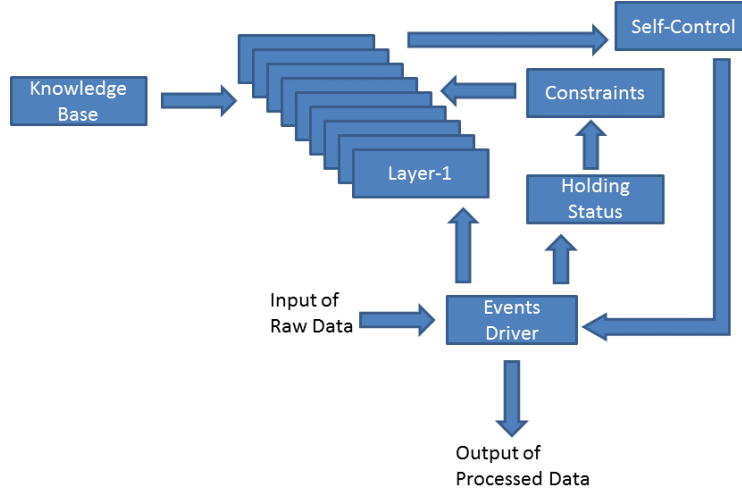 Self-Control
Knowledge
Base
Constraints
Layer-1
Holding
Status
Input of
Raw Data
Events
Driver
Output of
Processed Data